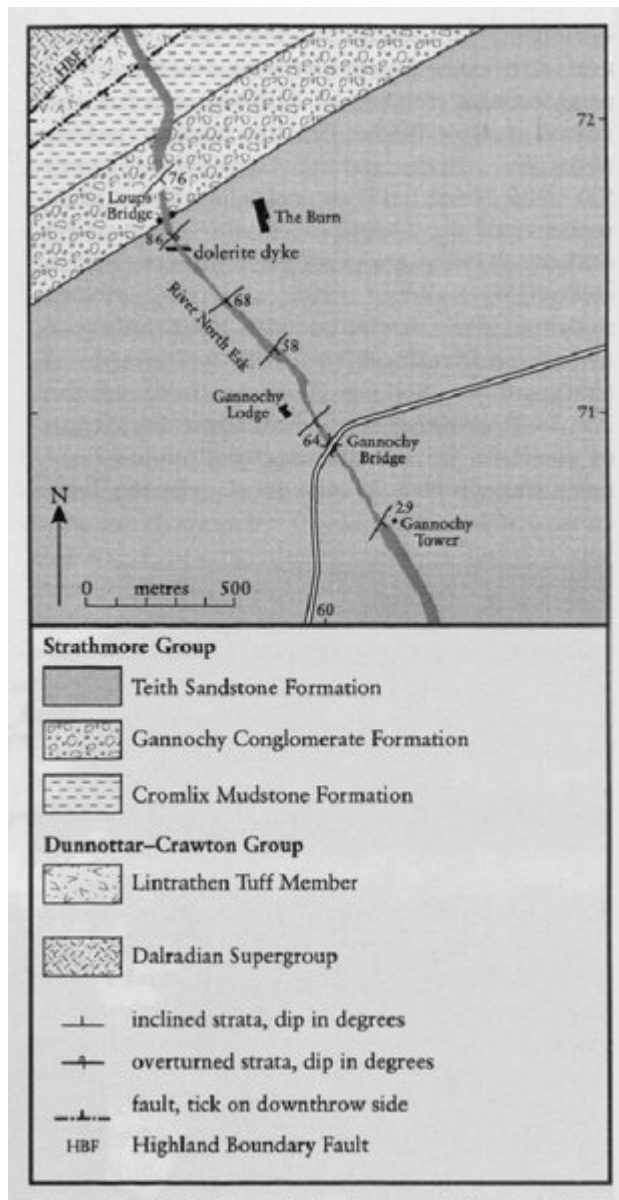 HBF
72
76
Loups
Bridge
The Burn
86
dolerite dyke
68
River North Esk
58
Gannochy
Lodge
71
64
Gannochy
Bridge
29
Gannochy
Tower
N
0 metres 500
60
Strathmore Group
Teith Sandstone Formation
Gannochy Conglomerate Formation
Cromlix Mudstone Formation
Dunnottar–Crawton Group
Lintrathen Tuff Member
Dalradian Supergroup
inclined strata, dip in degrees
overturned strata, dip in degrees
fault, tick on downthrow side
HBF Highland Boundary Fault